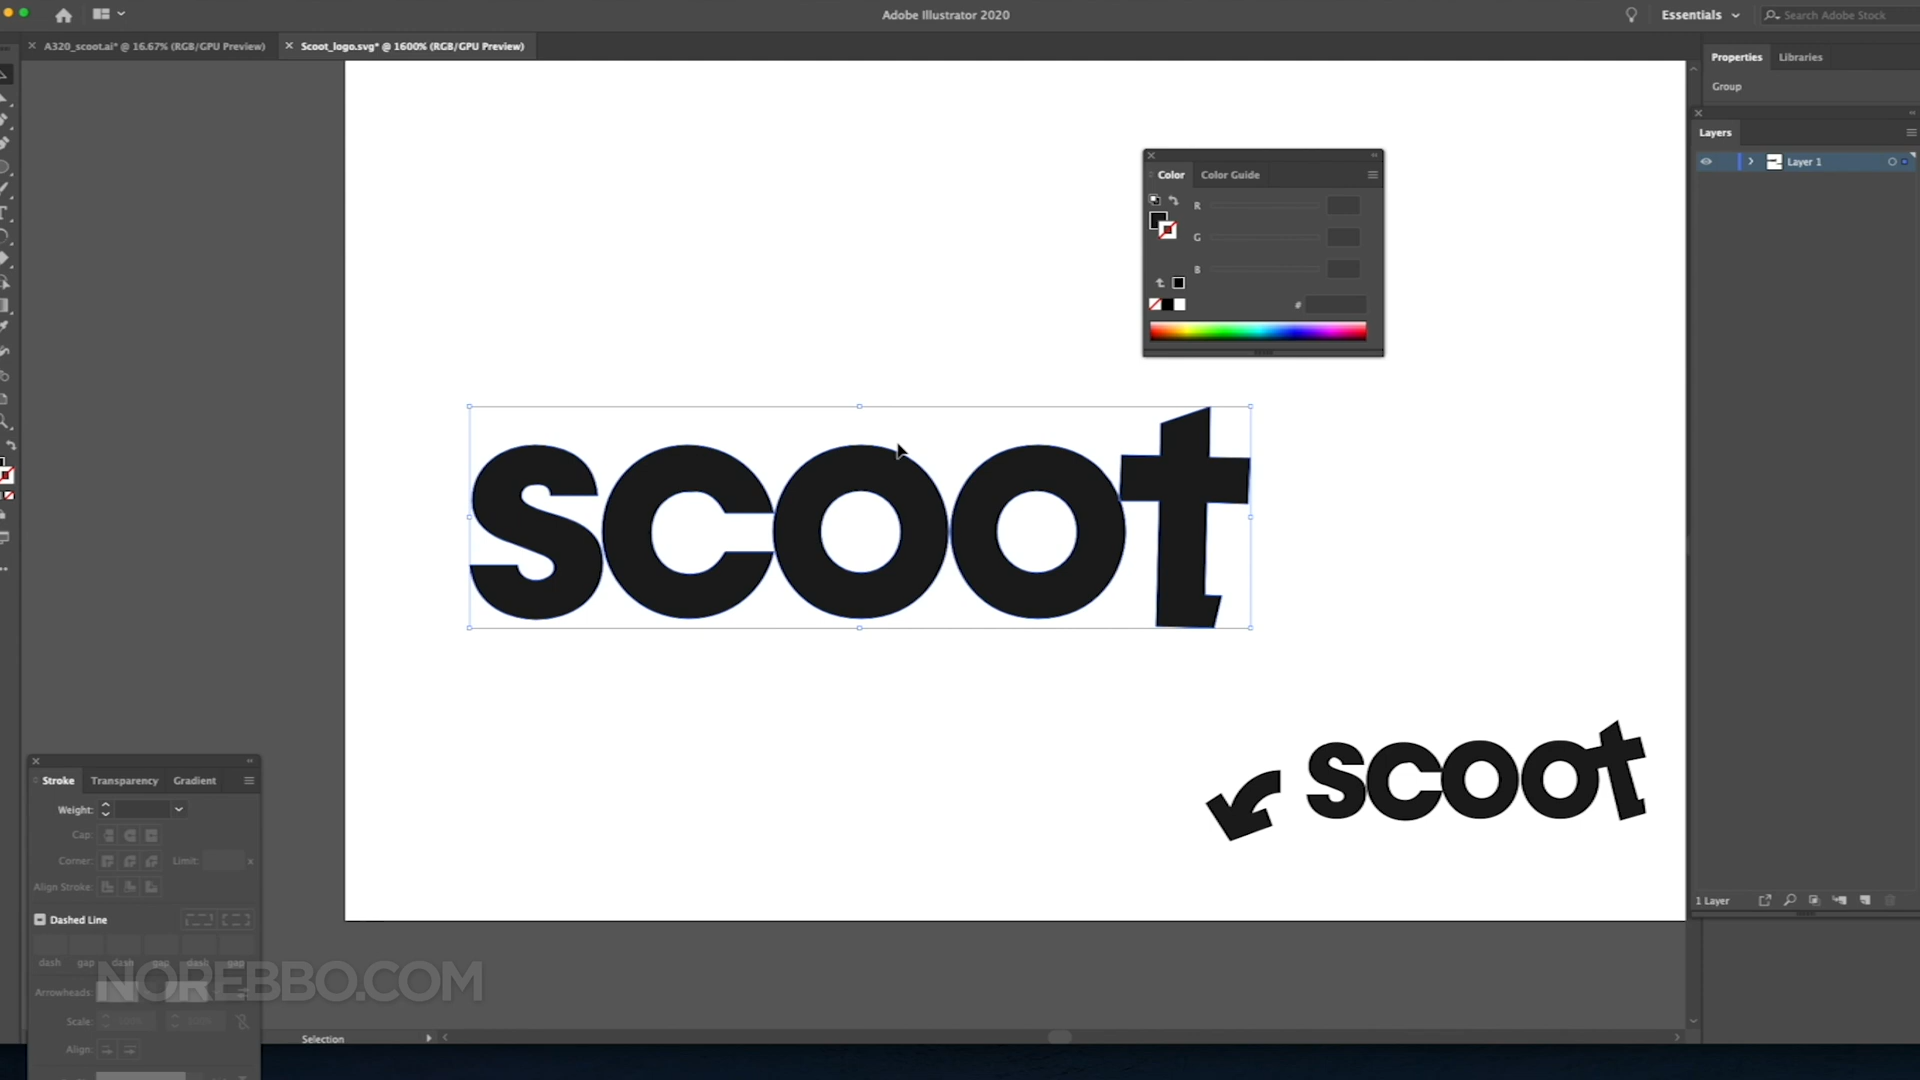 Adobe Illustrator 2020
Essentials
Search Adobe Stock
A320_scoot.ai* @ 16.67% (RGB/GPU Preview)
Scoot_logo.svg* @ 1600% (RGB/GPU Preview)
Properties
Libraries
Group
Layers
Layer 1
Color
Color Guide
R
G
B
#
scoot
scoot
Stroke
Transparency
Gradient
Weight:
Cap:
Corner:
Limit:
x
Align Stroke:
Dashed Line
dash
gap
dash
gap
dash
gap
NOREBBO.COM
Arrowheads:
Scale:
Align:
1 Layer
Selection